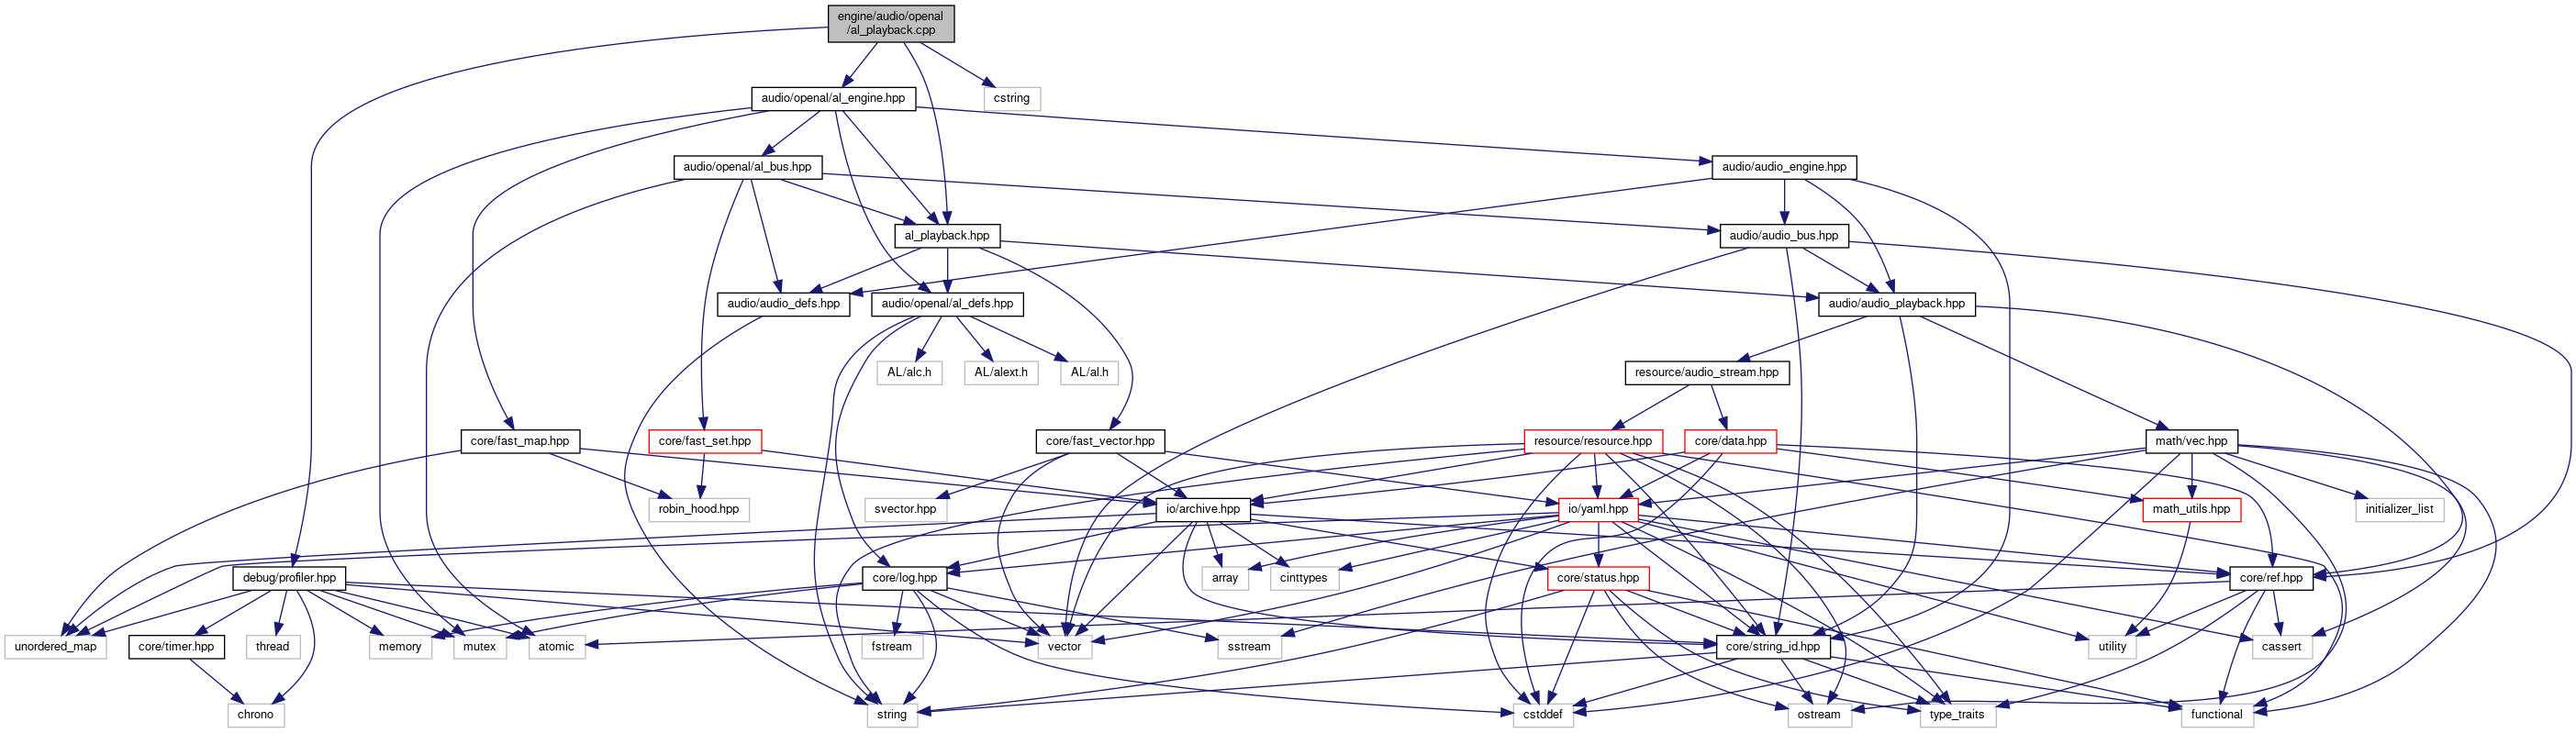 engine/audio/openal
/al_playback.cpp
audio/openal/al_engine.hpp
cstring
audio/openal/al_bus.hpp
audio/audio_engine.hpp
al_playback.hpp
audio/audio_bus.hpp
audio/audio_defs.hpp
audio/openal/al_defs.hpp
audio/audio_playback.hpp
AL/alc.h
AL/alext.h
AL/al.h
resource/audio_stream.hpp
core/fast_map.hpp
core/fast_set.hpp
core/fast_vector.hpp
resource/resource.hpp
core/data.hpp
math/vec.hpp
robin_hood.hpp
svector.hpp
io/archive.hpp
io/yaml.hpp
math_utils.hpp
initializer_list
debug/profiler.hpp
core/log.hpp
array
cinttypes
core/status.hpp
core/ref.hpp
unordered_map
core/timer.hpp
thread
memory
mutex
atomic
fstream
vector
sstream
core/string_id.hpp
utility
cassert
chrono
string
cstddef
ostream
type_traits
functional